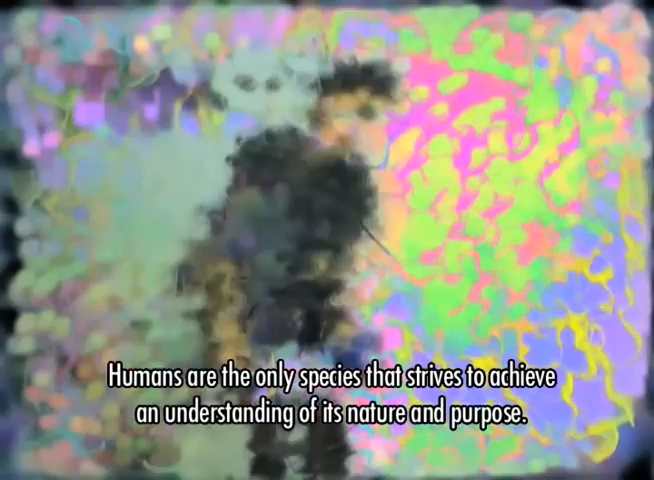 Humans are the only species that strives to achieve
an understanding of its nature and purpose.